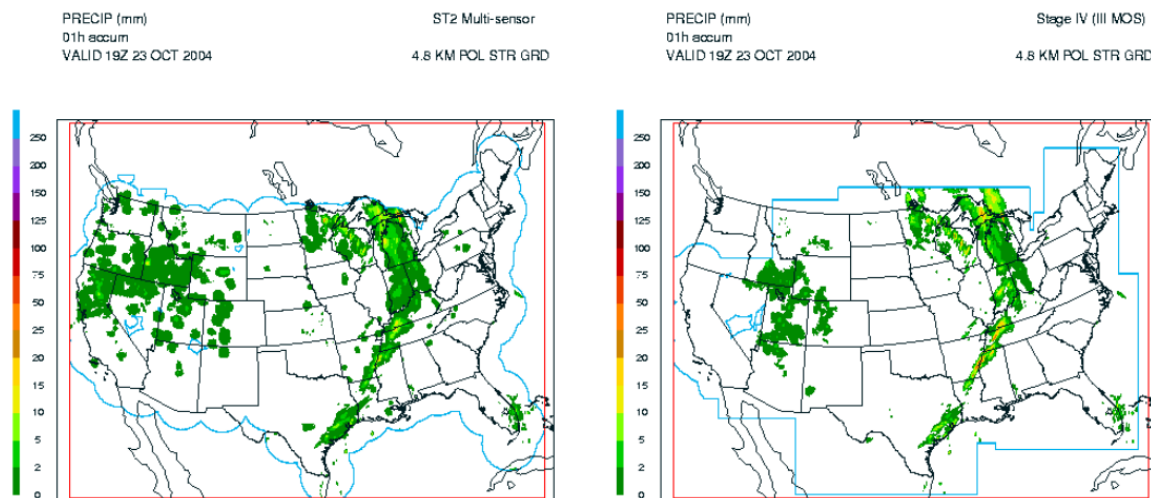 PRECIP (mm)
01h accum
VALID 19Z 23 OCT 2004
ST2 Multi-sensor
4.8 KM POL STR GRD
250
200
150
125
100
75
50
25
20
15
10
5
2
0
PRECIP (mm)
01h accum
VALID 19Z 23 OCT 2004
Stage IV (III MOS)
4.8 KM POL STR GRD
250
200
150
125
100
75
50
25
20
15
10
5
2
0